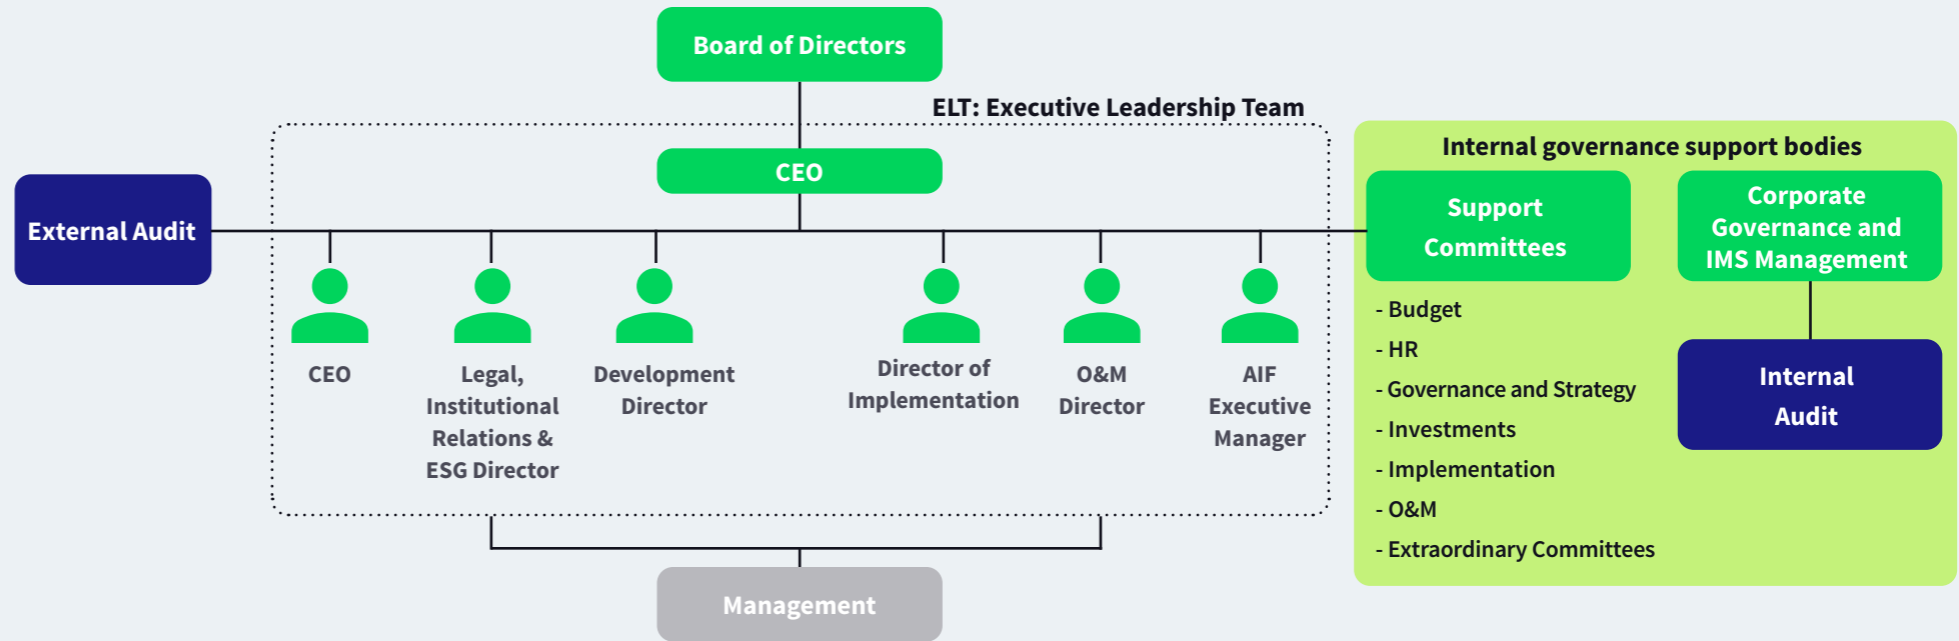 Board of Directors
ELT: Executive Leadership Team
CEO
External Audit
CEO
Legal,
Institutional
Relations &
ESG Director
Development
Director
Director of
Implementation
O&M
Director
AIF
Executive
Manager
Management
Internal governance support bodies
Support
Committees
- Budget
- HR
- Governance and Strategy
- Investments
- Implementation
- O&M
- Extraordinary Committees
Corporate
Governance and
IMS Management
Internal
Audit